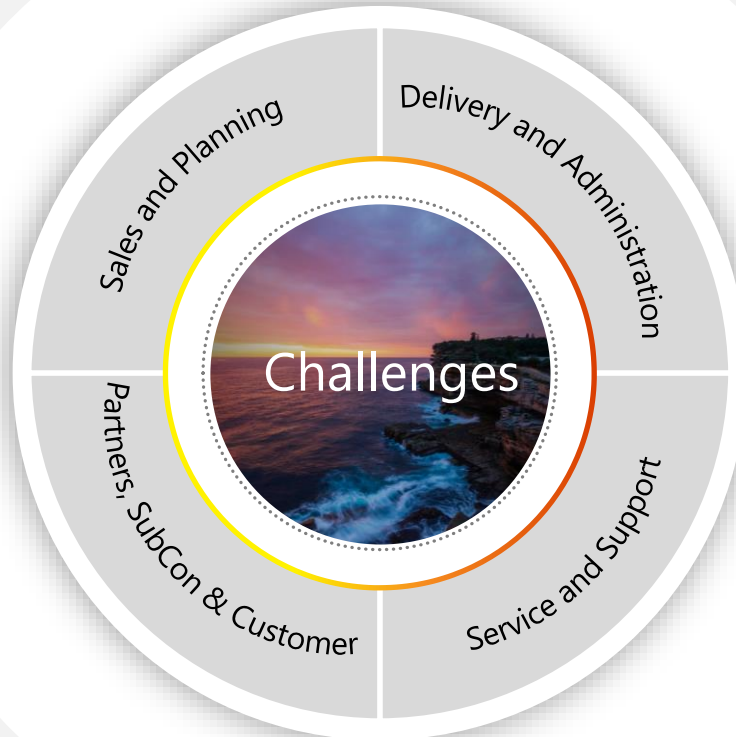 Sales and Planning
Delivery and Administration
Challenges
Partners, SubCon & Customer
Service and Support